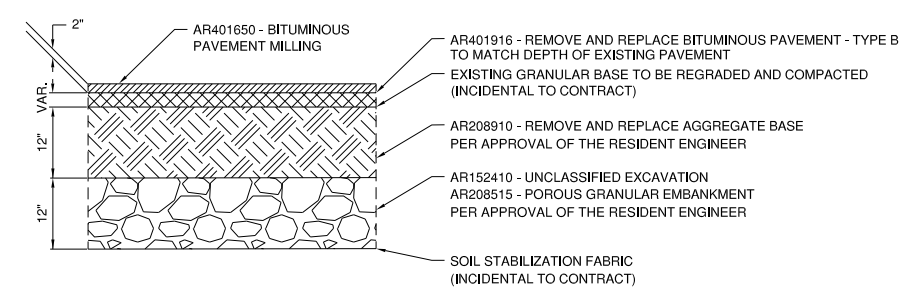 2"
AR401650 - BITUMINOUS
PAVEMENT MILLING
AR401916 - REMOVE AND REPLACE BITUMINOUS PAVEMENT - TYPE B
TO MATCH DEPTH OF EXISTING PAVEMENT
EXISTING GRANULAR BASE TO BE REGRADED AND COMPACTED
(INCIDENTAL TO CONTRACT)
VAR.
12"
AR208910 - REMOVE AND REPLACE AGGREGATE BASE
PER APPROVAL OF THE RESIDENT ENGINEER
12"
AR152410 - UNCLASSIFIED EXCAVATION
AR208515 - POROUS GRANULAR EMBANKMENT
PER APPROVAL OF THE RESIDENT ENGINEER
SOIL STABILIZATION FABRIC
(INCIDENTAL TO CONTRACT)